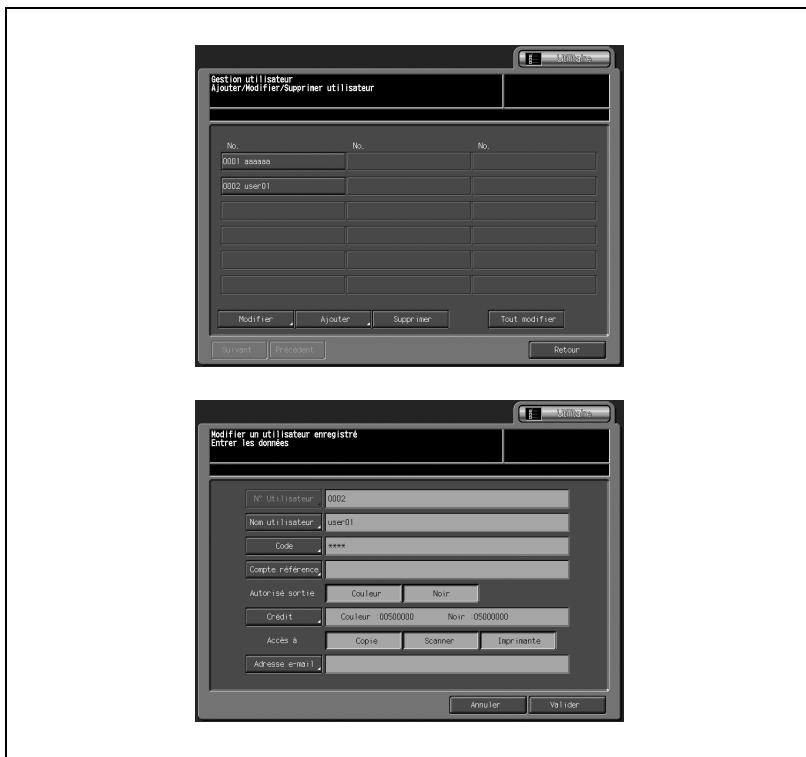 Utilitaire
Gestion utilisateur
Ajouter/Modifier/Supprimer utilisateur
No. No. No.
0001 aaaaaa
0002 user01
Modifier Ajouter Supprimer Tout modifier
Suivant Précédent Retour
Utilitaire
Modifier un utilisateur enregistré
Entrer les données
N° Utilisateur 0002
Nom utilisateur user01
Code ****
Compte référence
Autorisé sortie Couleur Noir
Crédit Couleur :00500000 Noir :05000000
Accès à Copie Scanner Imprimante
Adresse e-mail
Annuler Valider